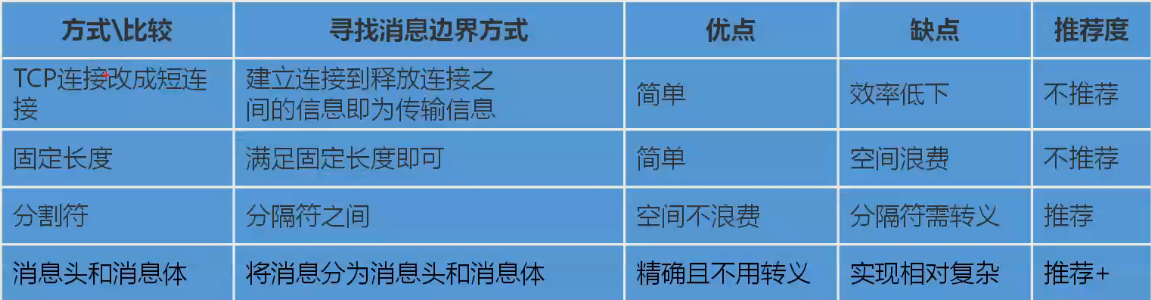 方式\比较 寻找消息边界方式 优点 缺点 推荐度
TCP连接改成短连
接
建立连接到释放连接之
间的信息即为传输信息
简单
效率低下
不推荐
固定长度 满足固定长度即可 简单 空间浪费 不推荐
分割符 分隔符之间 空间不浪费 分隔符需转义 推荐
消息头和消息体 将消息分为消息头和消息体 精确且不用转义 实现相对复杂 推荐+